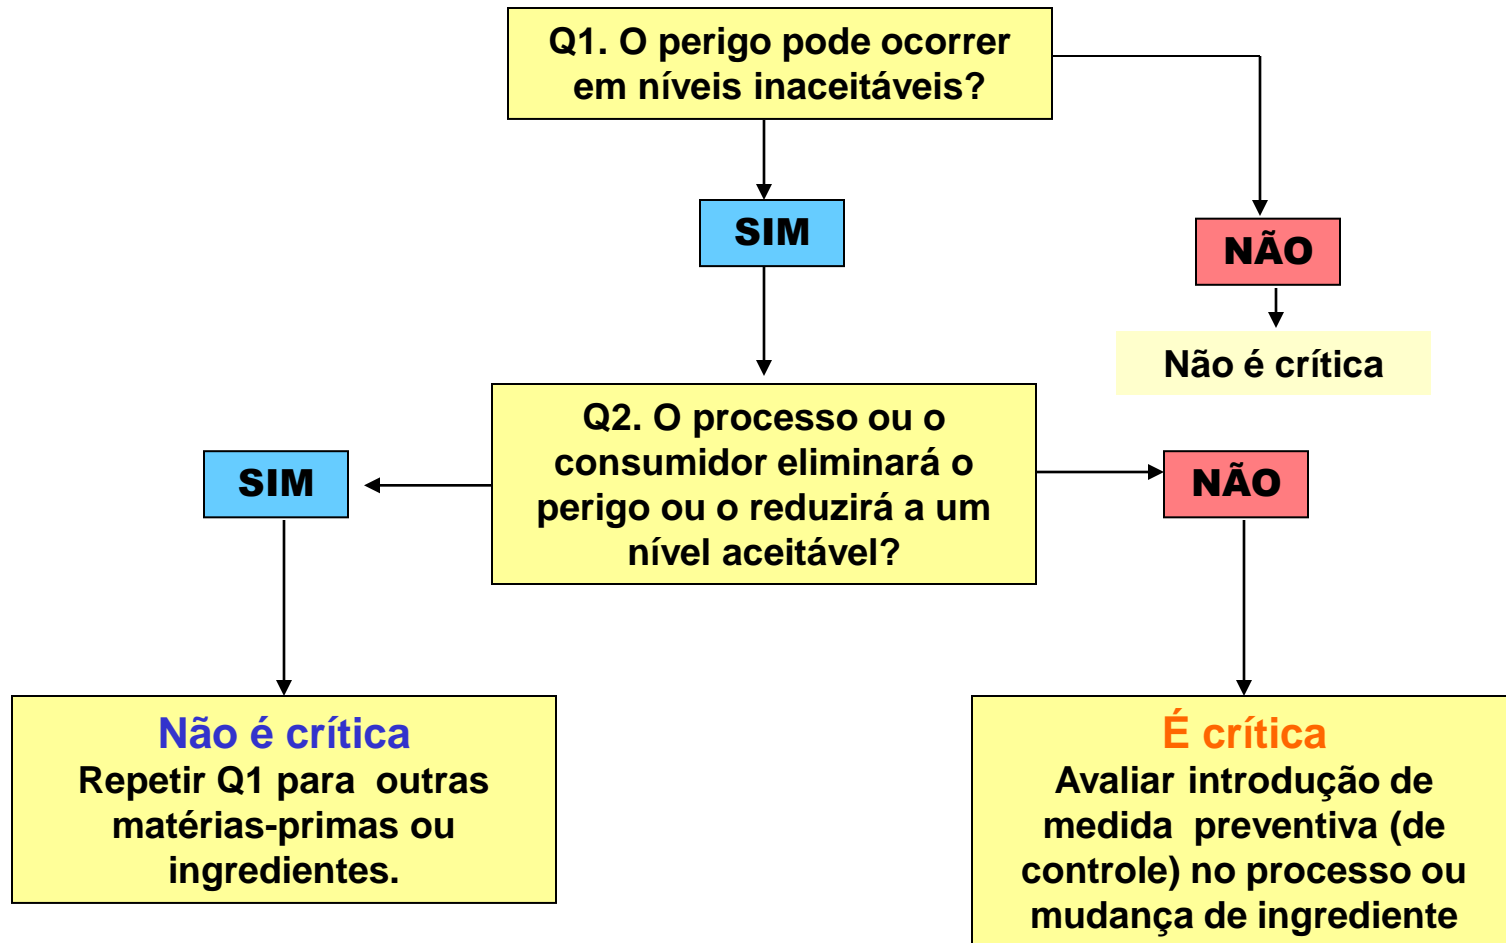 Q1. O perigo pode ocorrer
em níveis inaceitáveis?
SIM
NÃO
Não é crítica
Q2. O processo ou o
consumidor eliminará o
perigo ou o reduzirá a um
nível aceitável?
SIM
NÃO
Não é crítica
Repetir Q1 para outras
matérias-primas ou
ingredientes.
É crítica
Avaliar introdução de
medida preventiva (de
controle) no processo ou
mudança de ingrediente